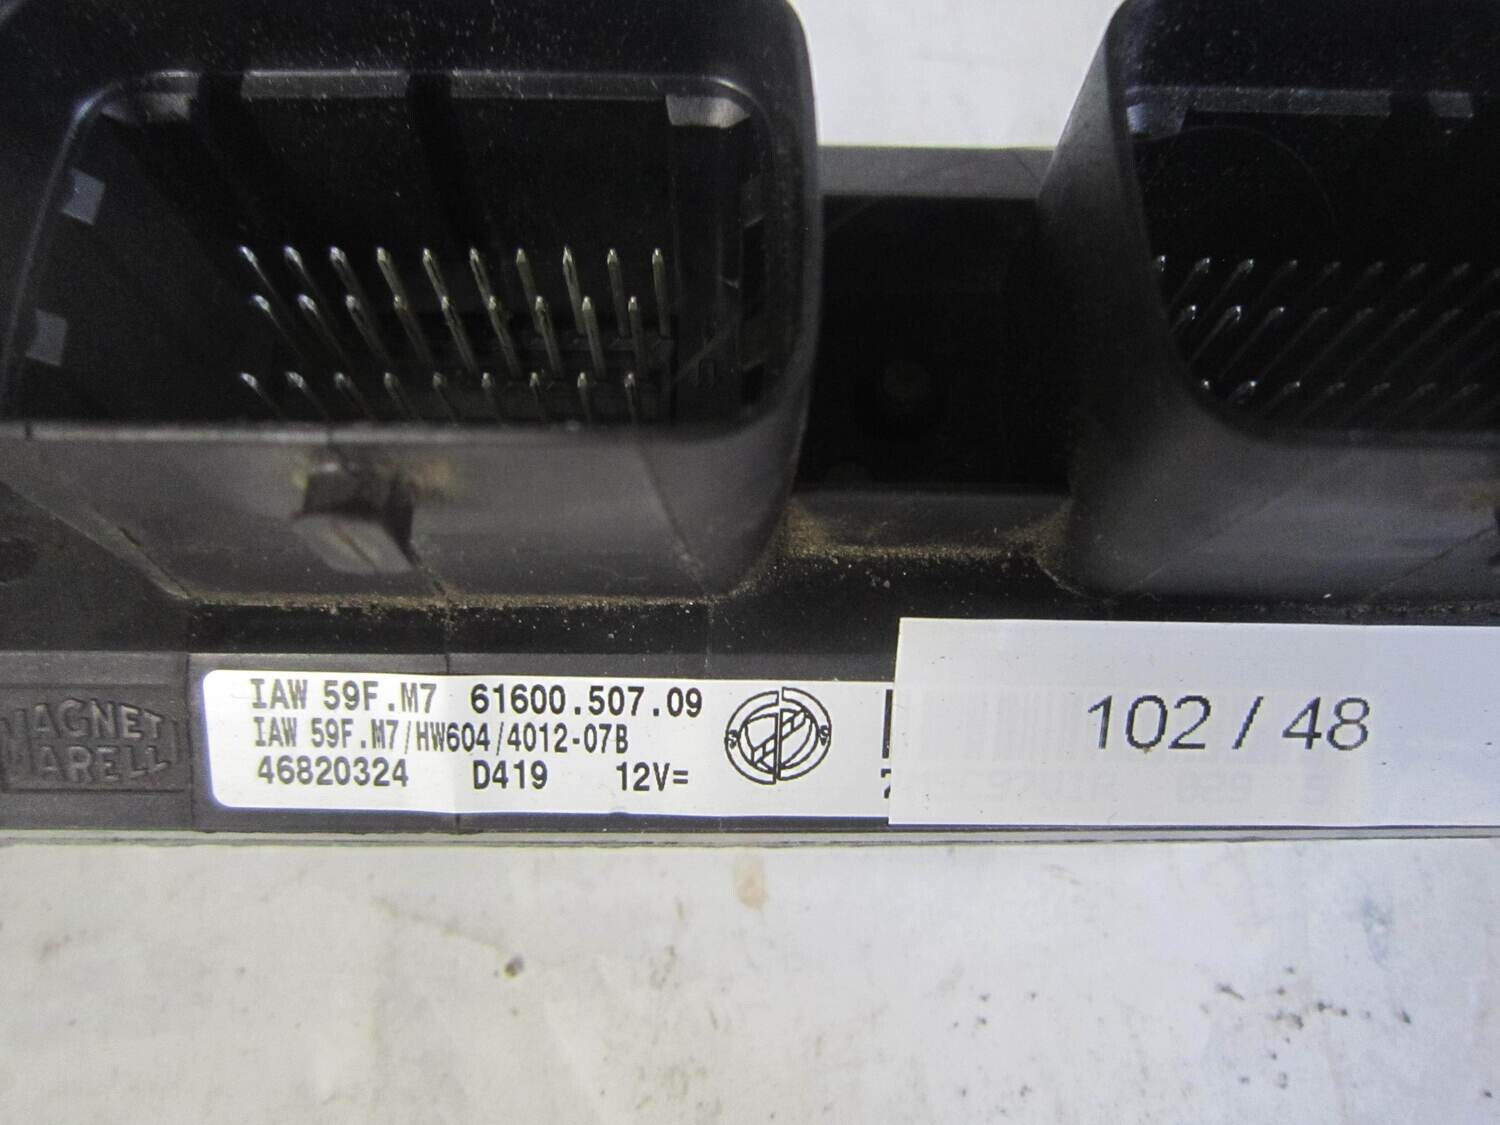 MAGNETI
MARELLI
IAW 59F.M7 61600.507.09
IAW 59F.M7/HW604/4012-07B
46820324 D419 12V=
102 / 48